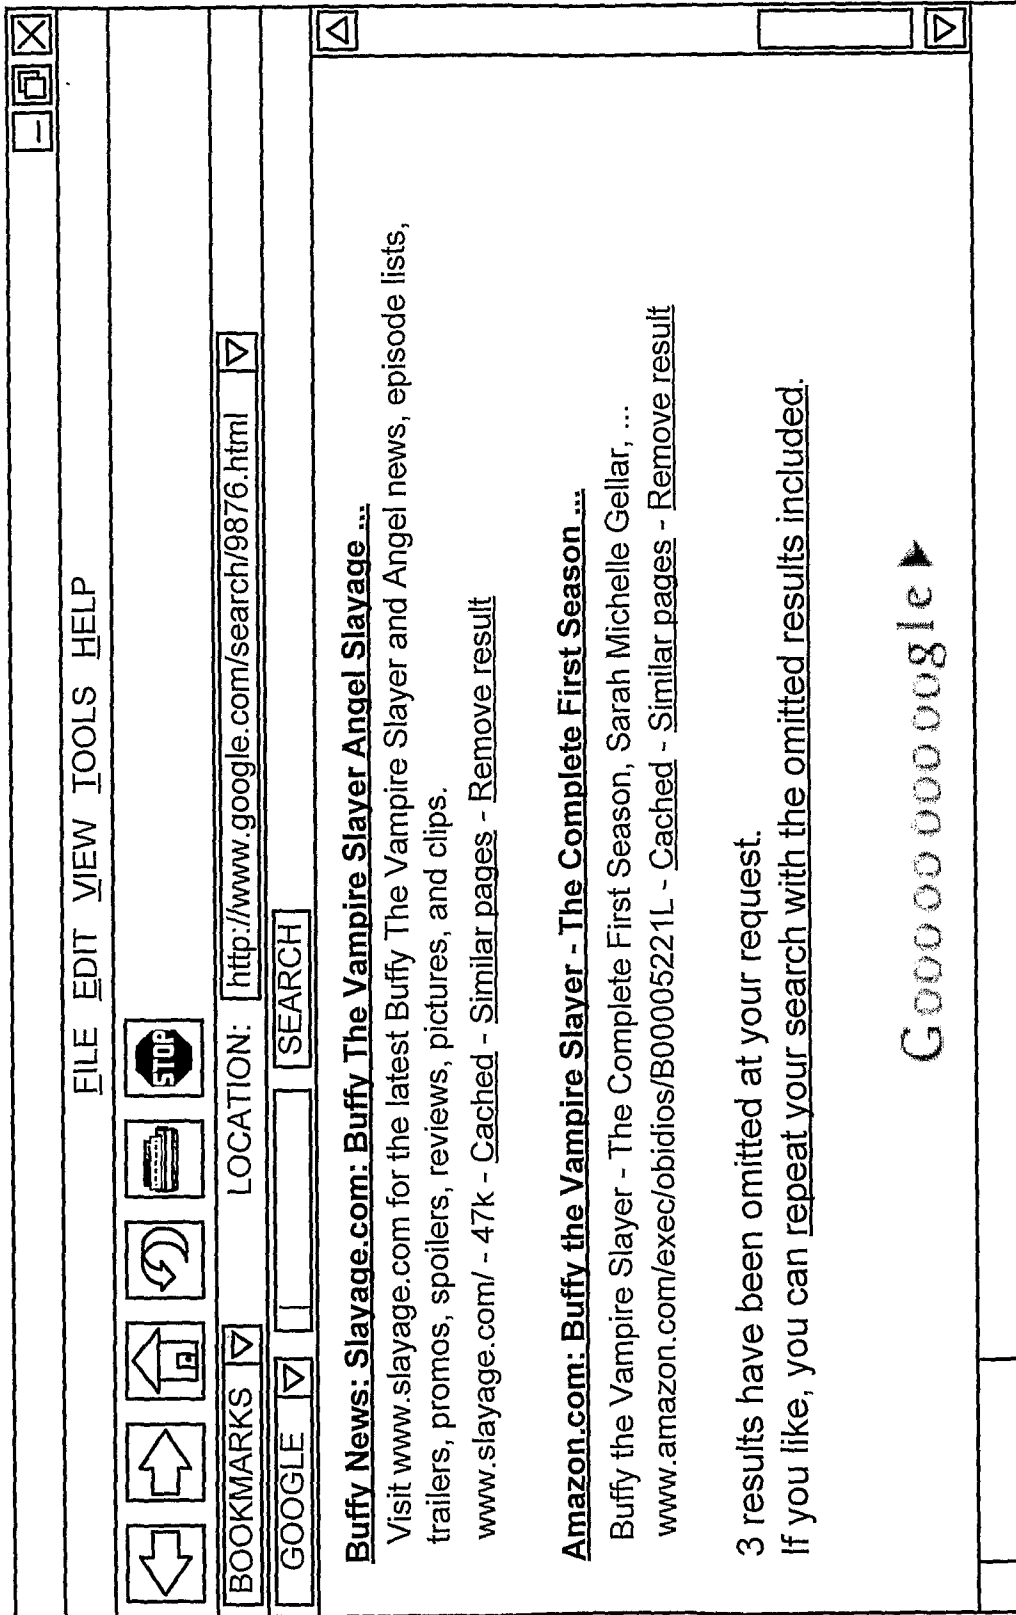 FILE EDIT VIEW TOOLS HELP
STOP
BOOKMARKS LOCATION: http://www.google.com/search/9876.html
GOOGLE SEARCH
Buffy News: Slayage.com: Buffy The Vampire Slayer Angel Slayage ...
Visit www.slayage.com for the latest Buffy The Vampire Slayer and Angel news, episode lists,
trailers, promos, spoilers, reviews, pictures, and clips.
www.slayage.com/ - 47k - Cached - Similar pages - Remove result
Amazon.com: Buffy the Vampire Slayer - The Complete First Season ...
Buffy the Vampire Slayer - The Complete First Season, Sarah Michelle Gellar, ...
www.amazon.com/exec/obidios/B00005221L - Cached - Similar pages - Remove result
3 results have been omitted at your request.
If you like, you can repeat your search with the omitted results included.
Goooooooooogle